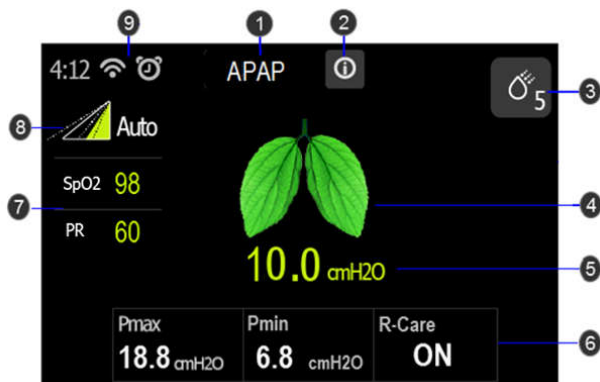 9 1 2
4:12 APAP
5 3
8 Auto
SpO2 98
7
PR 60
4
10.0 cmH2O 5
Pmax Pmin R-Care 6
18.8 cmH2O 6.8 cmH2O ON